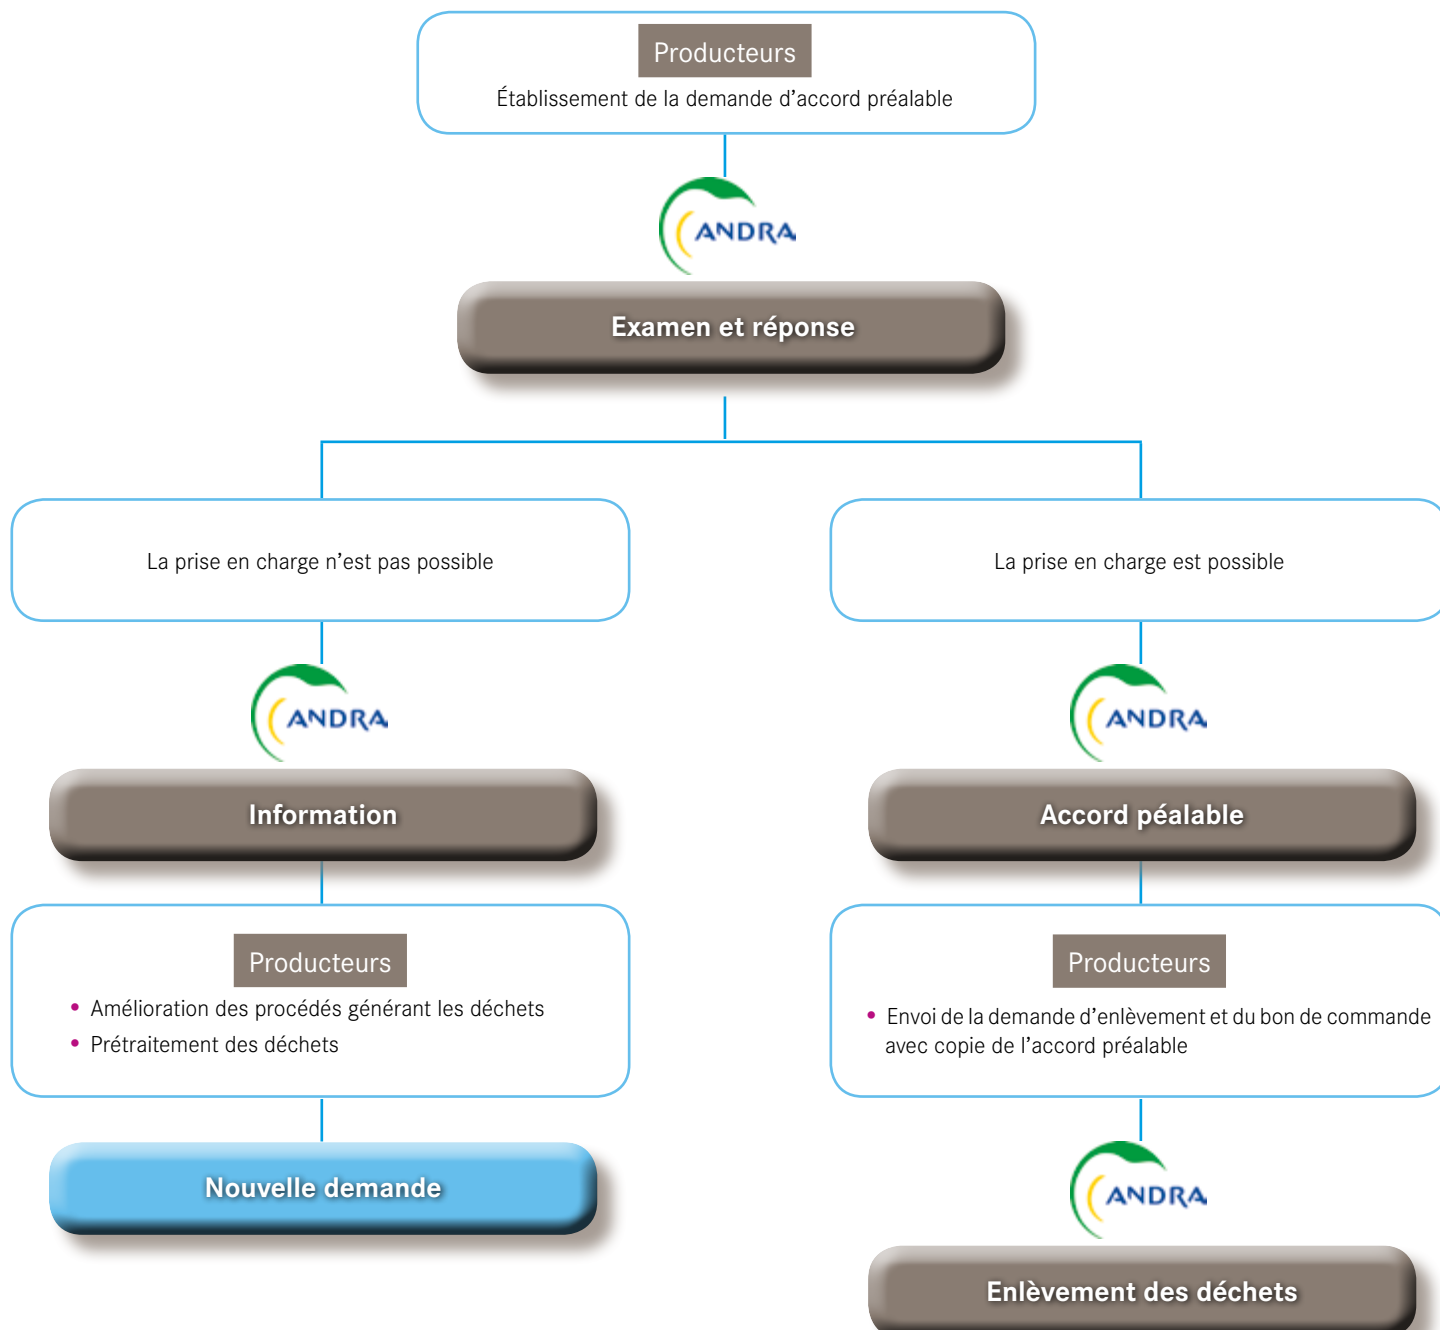 Producteurs
Établissement de la demande d'accord préalable
ANDRA
Examen et réponse
La prise en charge n'est pas possible
ANDRA
Information
Producteurs
• Amélioration des procédés générant les déchets
• Prétraitement des déchets
Nouvelle demande
La prise en charge est possible
ANDRA
Accord péalable
Producteurs
• Envoi de la demande d'enlèvement et du bon de commande
avec copie de l'accord préalable
ANDRA
Enlèvement des déchets